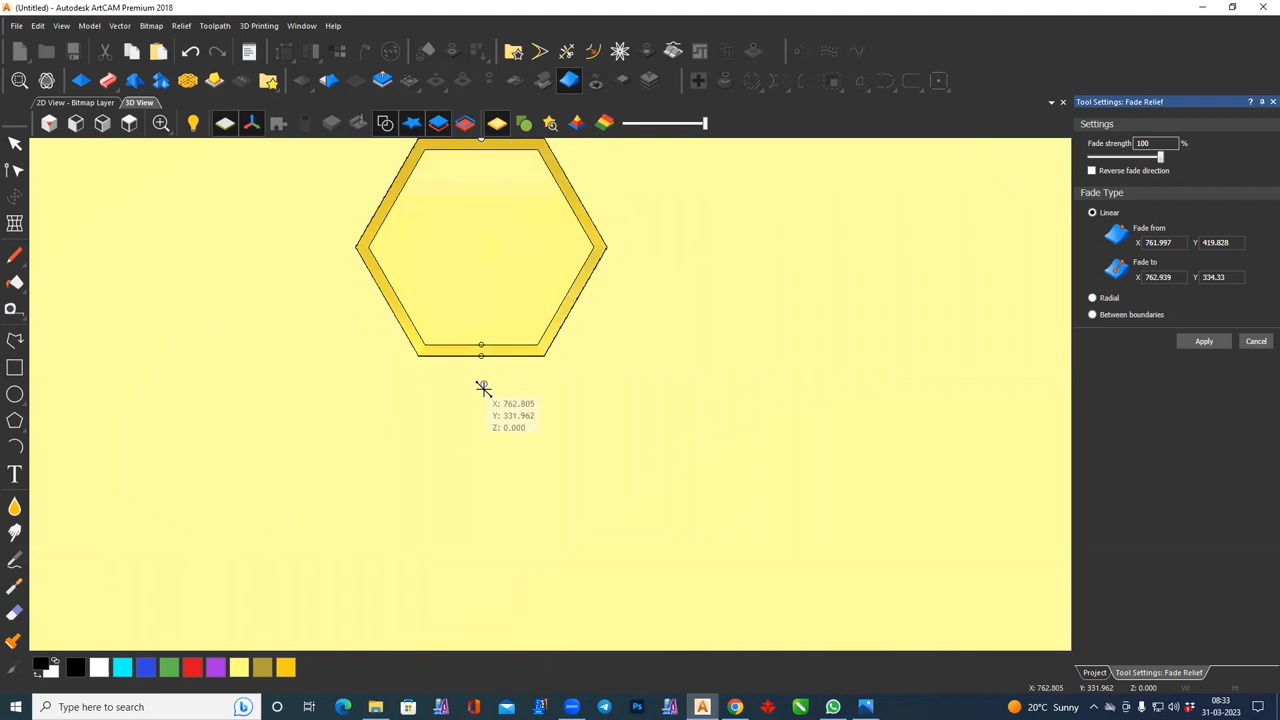 (Untitled) - Autodesk ArtCAM Premium 2018
File Edit View Model Vector Bitmap Relief Toolpath 3D Printing Window Help
2D View - Bitmap Layer 3D View
Tool Settings: Fade Relief
Settings
Fade strength 100 %
Reverse fade direction
Fade Type
Linear
Fade from
X 761.997 Y 419.828
Fade to
X 762.939 Y 334.33
Radial
Between boundaries
Apply Cancel
X: 762.805
Y: 331.962
Z: 0.000
Project Tool Settings: Fade Relief
X: 762.805 Y: 331.962 Z: 0.000 W: H:
Type here to search
20°C Sunny
08:33
31-03-2023